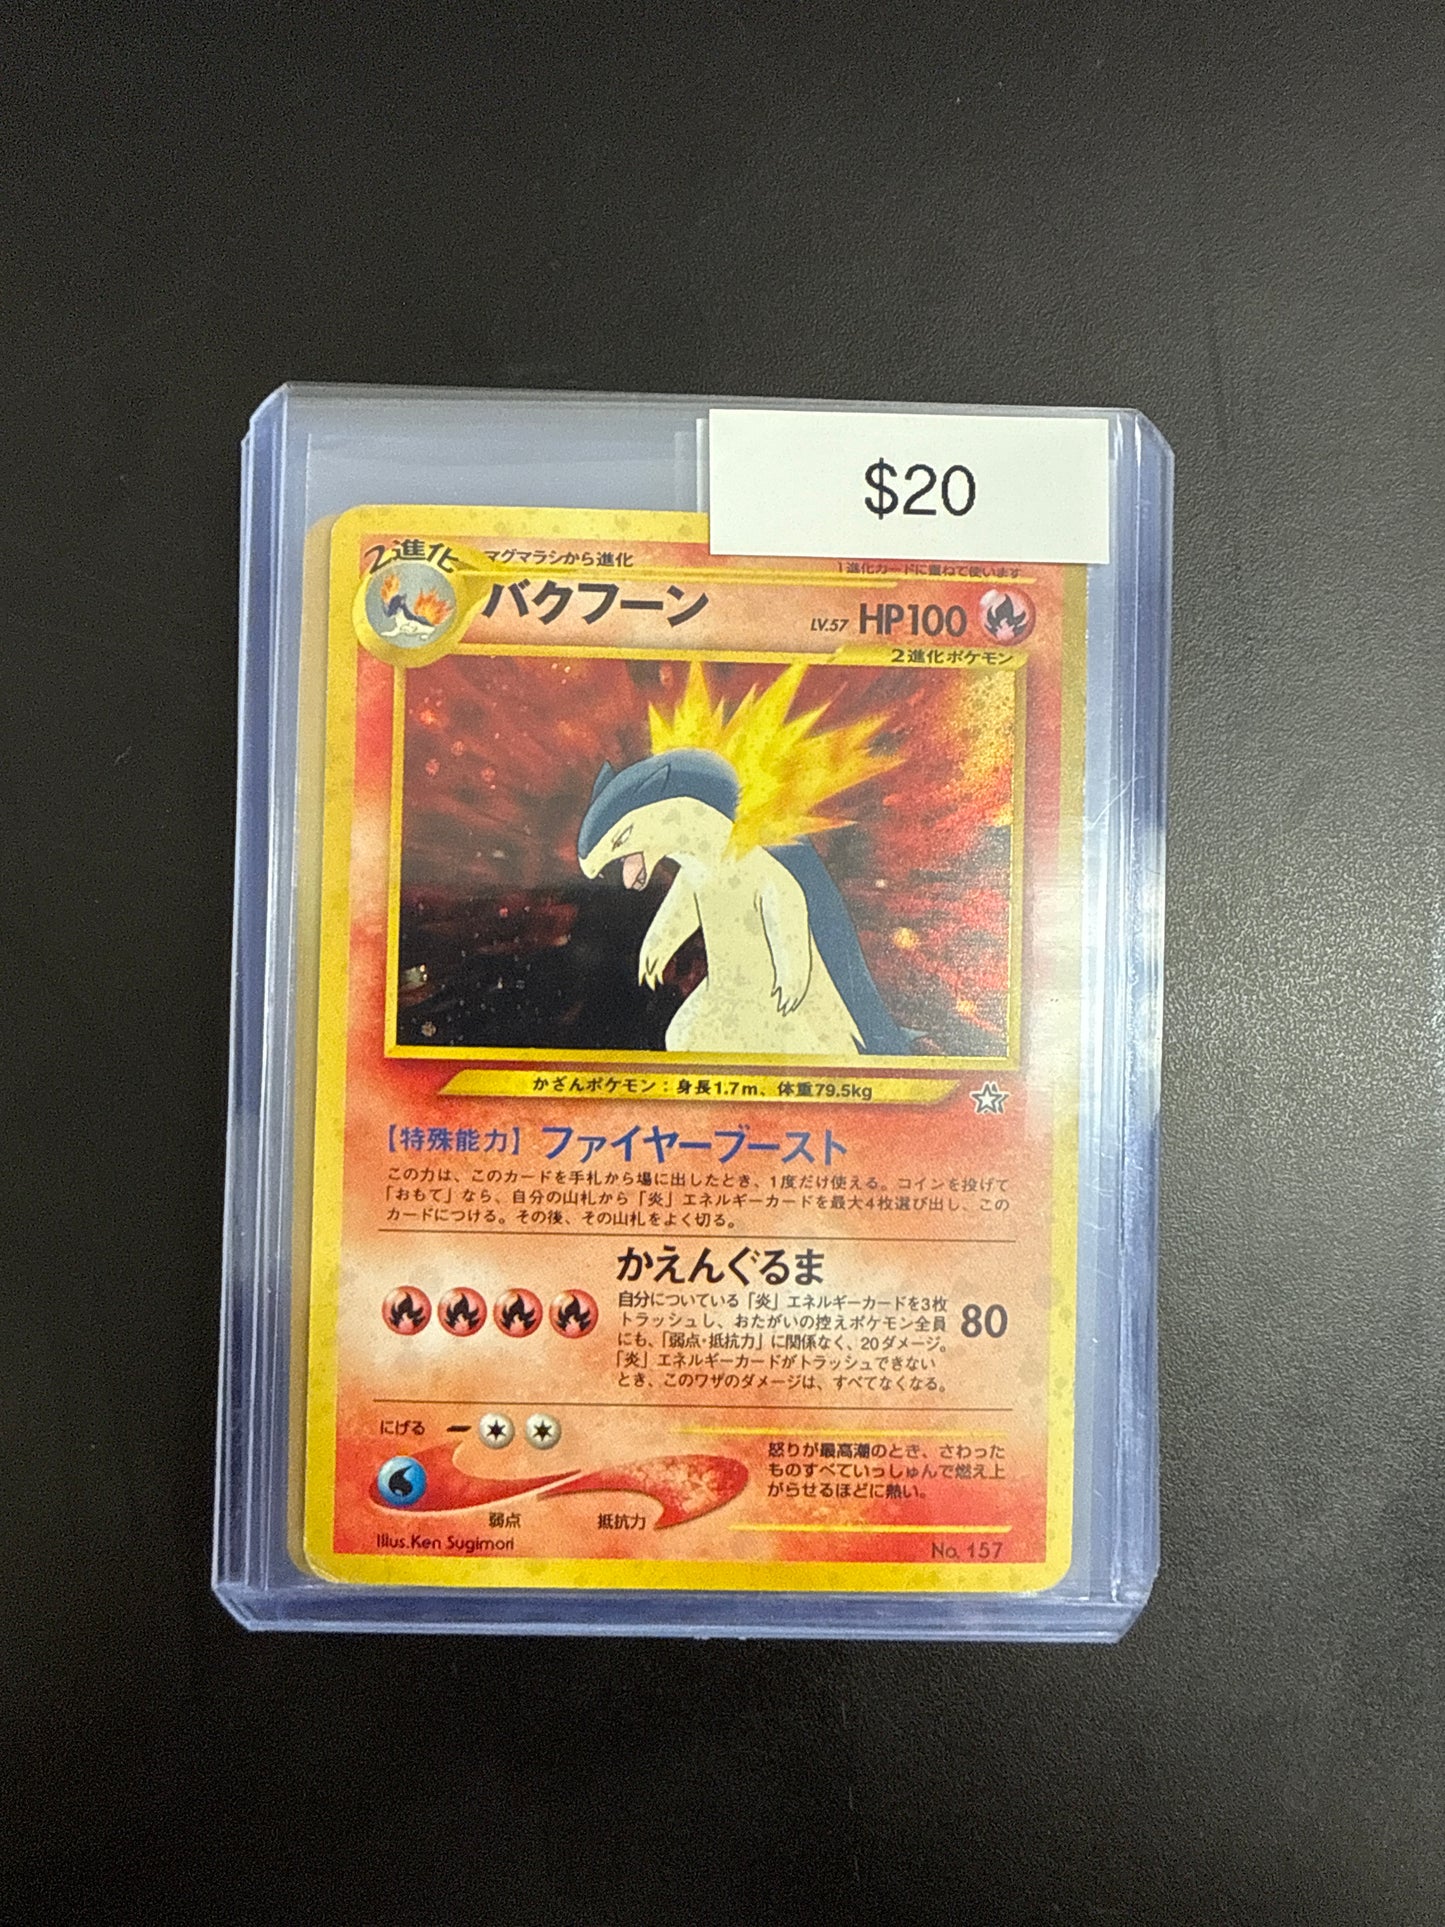 $20
2進化
マグマラシから進化
1進化カードに重ねて使います
バクフーン
LV.57 HP100
2進化ポケモン
かざんポケモン：身長1.7m、体重79.5kg
【特殊能力】ファイヤーブースト
この力は、このカードを手札から場に出したとき、1度だけ使える。コインを投げて
「おもて」なら、自分の山札から「炎」エネルギーカードを最大4枚選び出し、この
カードにつける。その後、その山札をよく切る。
かえんぐるま
自分についている「炎」エネルギーカードを3枚
トラッシュし、おたがいの控えポケモン全員
にも、「弱点・抵抗力」に関係なく、20ダメージ。
「炎」エネルギーカードがトラッシュできない
とき、このワザのダメージは、すべてなくなる。
80
にげる
怒りが最高潮のとき、さわった
ものすべていっしゅんで燃え上
がらせるほどに熱い。
弱点
抵抗力
Illus.Ken Sugimori
No. 157